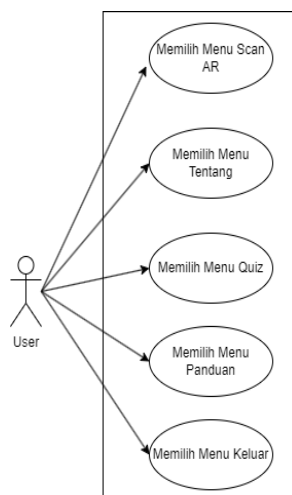 Memilih Menu Scan
AR
Memilih Menu
Tentang
Memilih Menu Quiz
User
Memilih Menu
Panduan
Memilih Menu Keluar